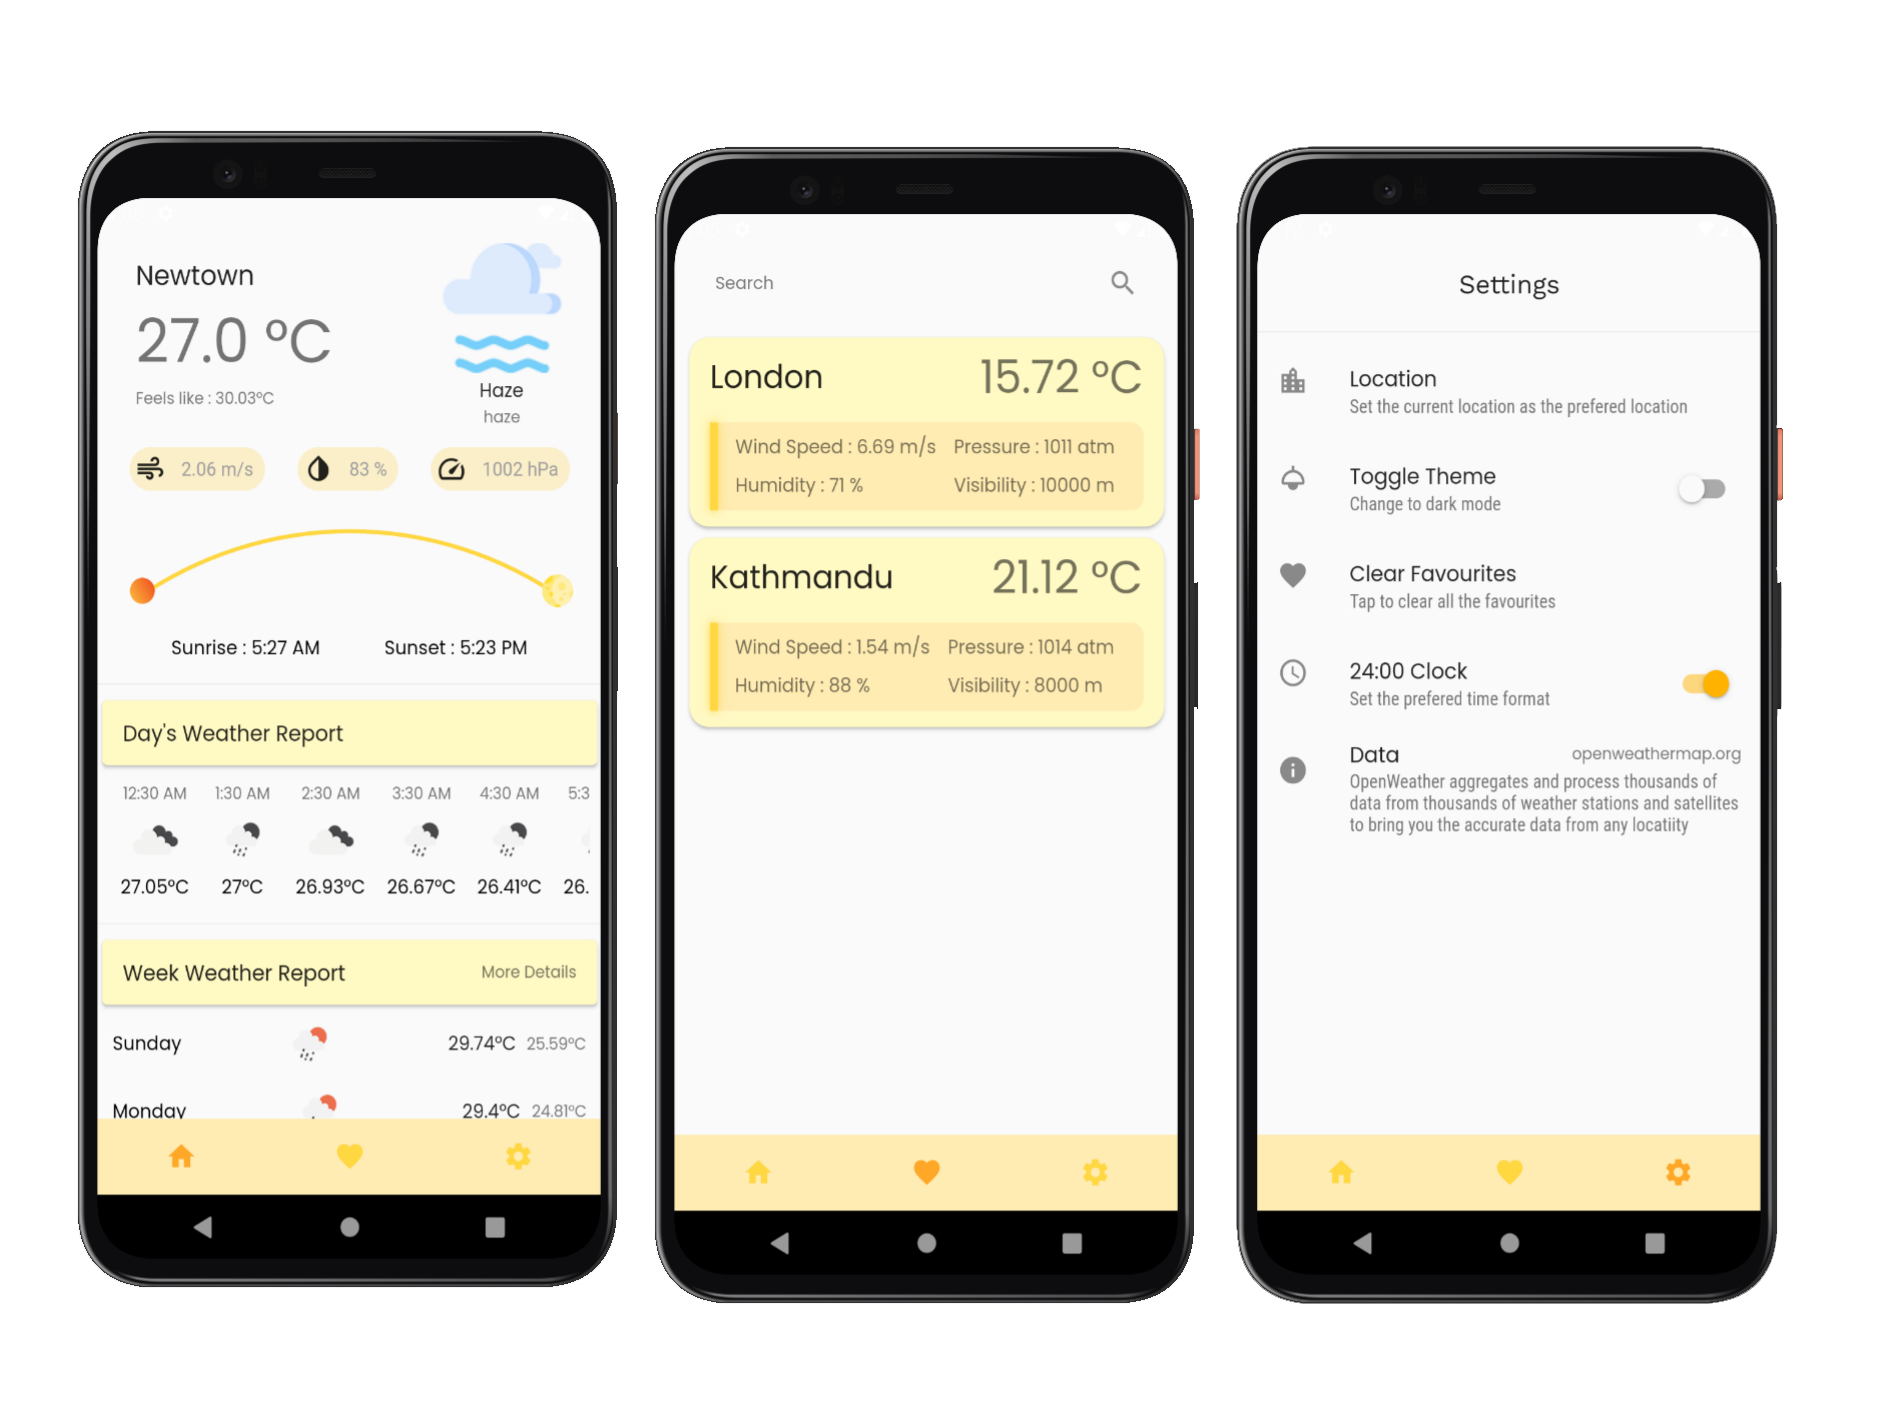 Newtown
27.0 °C
Feels like : 30.03°C
Haze
haze
2.06 m/s
83 %
1002 hPa
Sunrise : 5:27 AM
Sunset : 5:23 PM
Day's Weather Report
12:30 AM 1:30 AM 2:30 AM 3:30 AM 4:30 AM 5:3
27.05°C 27°C 26.93°C 26.67°C 26.41°C 26.
Week Weather Report More Details
Sunday 29.74°C 25.59°C
Monday 29.4°C 24.81°C
Search
London 15.72 °C
Wind Speed : 6.69 m/s Pressure : 1011 atm
Humidity : 71 % Visibility : 10000 m
Kathmandu 21.12 °C
Wind Speed : 1.54 m/s Pressure : 1014 atm
Humidity : 88 % Visibility : 8000 m
Settings
Location
Set the current location as the prefered location
Toggle Theme
Change to dark mode
Clear Favourites
Tap to clear all the favourites
24:00 Clock
Set the prefered time format
Data openweathermap.org
OpenWeather aggregates and process thousands of
data from thousands of weather stations and satellites
to bring you the accurate data from any locatiity